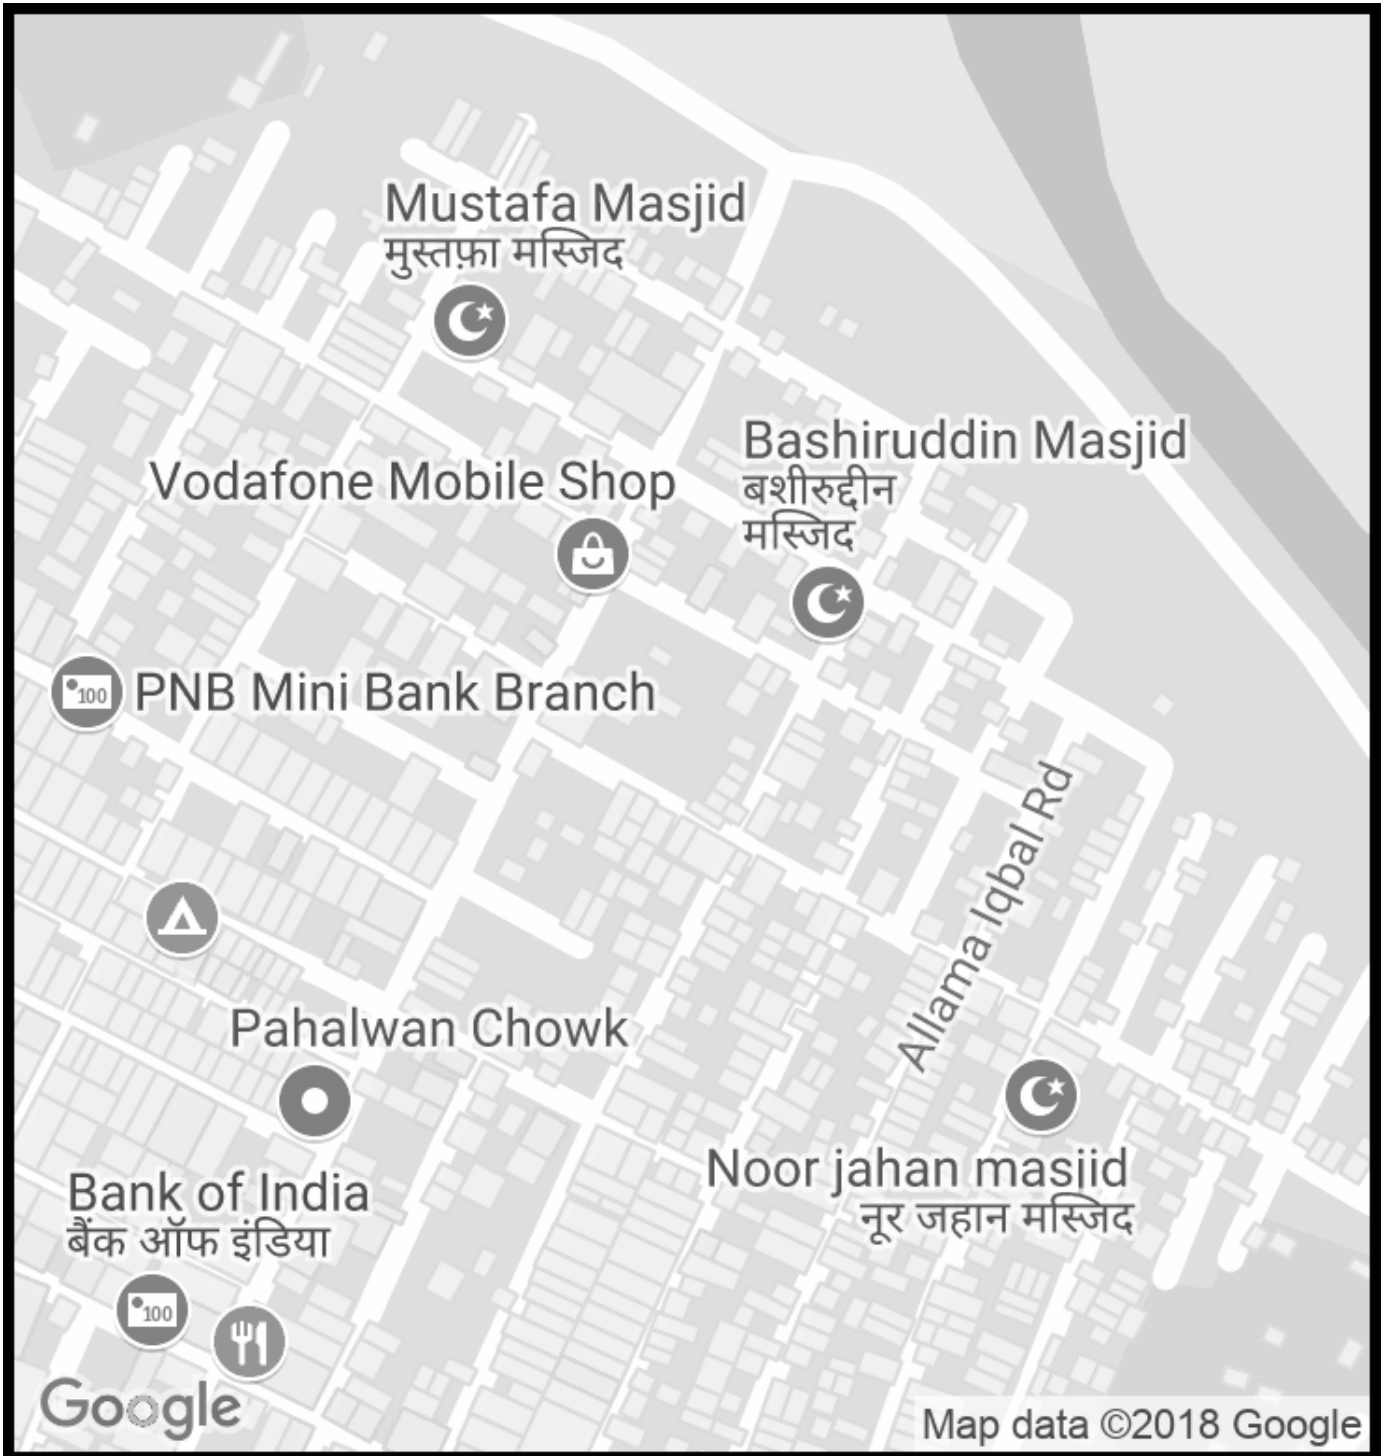 Mustafa Masjid
मुस्तफ़ा मस्जिद
Bashiruddin Masjid
बशीरुद्दीन
मस्जिद
Vodafone Mobile Shop
100
PNB Mini Bank Branch
Allama Iqbal Rd
Pahalwan Chowk
Noor jahan masjid
नूर जहान मस्जिद
Bank of India
बैंक ऑफ इंडिया
100
Google
Map data ©2018 Google